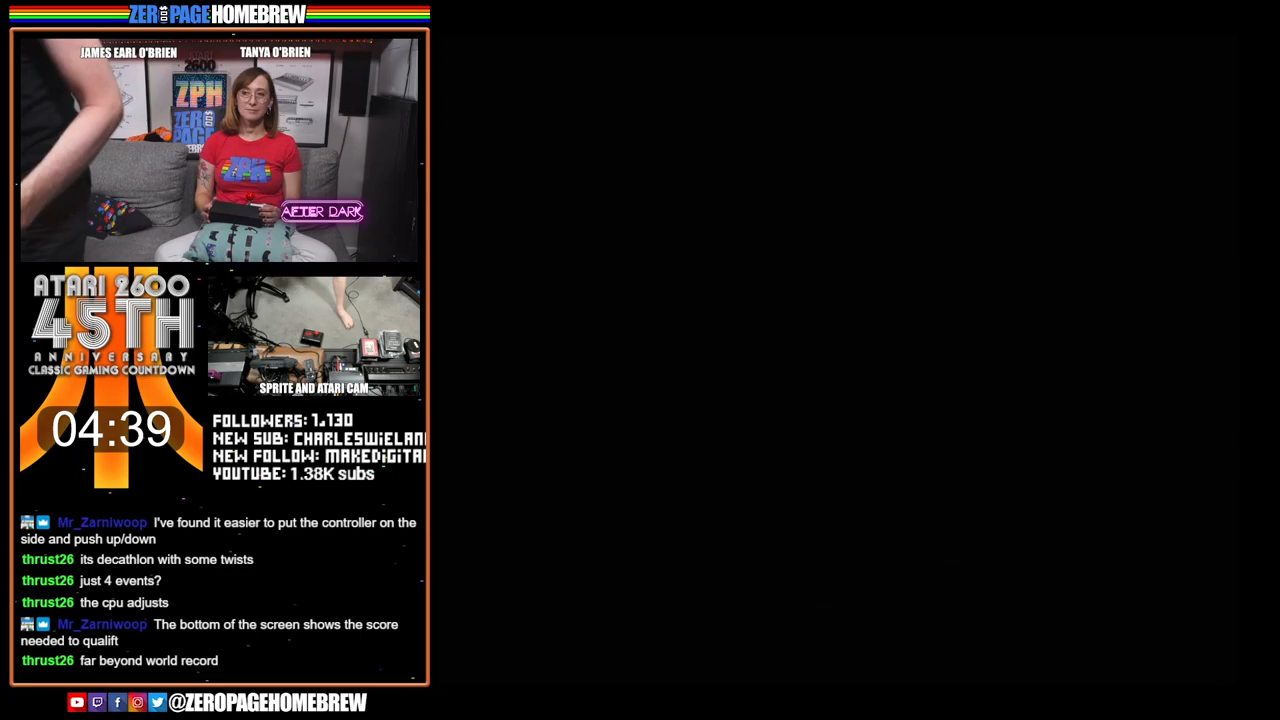 ZEROPAGEHOMEBREW
JAMES EARL O'BRIEN
TANYA O'BRIEN
2600
ZPH
ZERO
PAGE
ZPH
AFTER DARK
ATARI 2600
45TH
ANNIVERSARY
CLASSIC GAMING COUNTDOWN
04:39
SPRITE AND ATARI CAM
FOLLOWERS: 1,130
NEW SUB: CHARLESWIELAN
NEW FOLLOW: MAKEDIGITA
YOUTUBE: 1.38K subs
Mr_Zarniwoop I've found it easier to put the controller on the
side and push up/down
thrust26 its decathlon with some twists
thrust26 just 4 events?
thrust26 the cpu adjusts
Mr_Zarniwoop The bottom of the screen shows the score
needed to qualift
thrust26 far beyond world record
@ZEROPAGEHOMEBREW